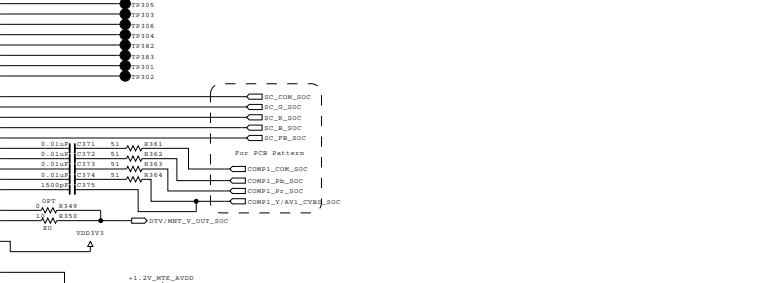 TP305
TP303
TP306
TP304
TP382
TP383
TP301
TP302
SC_COM_SOC
SC_G_SOC
SC_R_SOC
SC_B_SOC
SC_FB_SOC
For PCB Pattern
0.01uF C371 51 R361
0.01uF C372 51 R362
0.01uF C373 51 R363
0.01uF C374 51 R364
1500pF C375
COMP1_COM_SOC
COMP1_Pb_SOC
COMP1_Pr_SOC
COMP1_Y/AV1_CVBS_SOC
OPT
0 R349
R350
EU
DTV/MNT_V_OUT_SOC
VDD3V3
+1.2V_MTK_AVDD